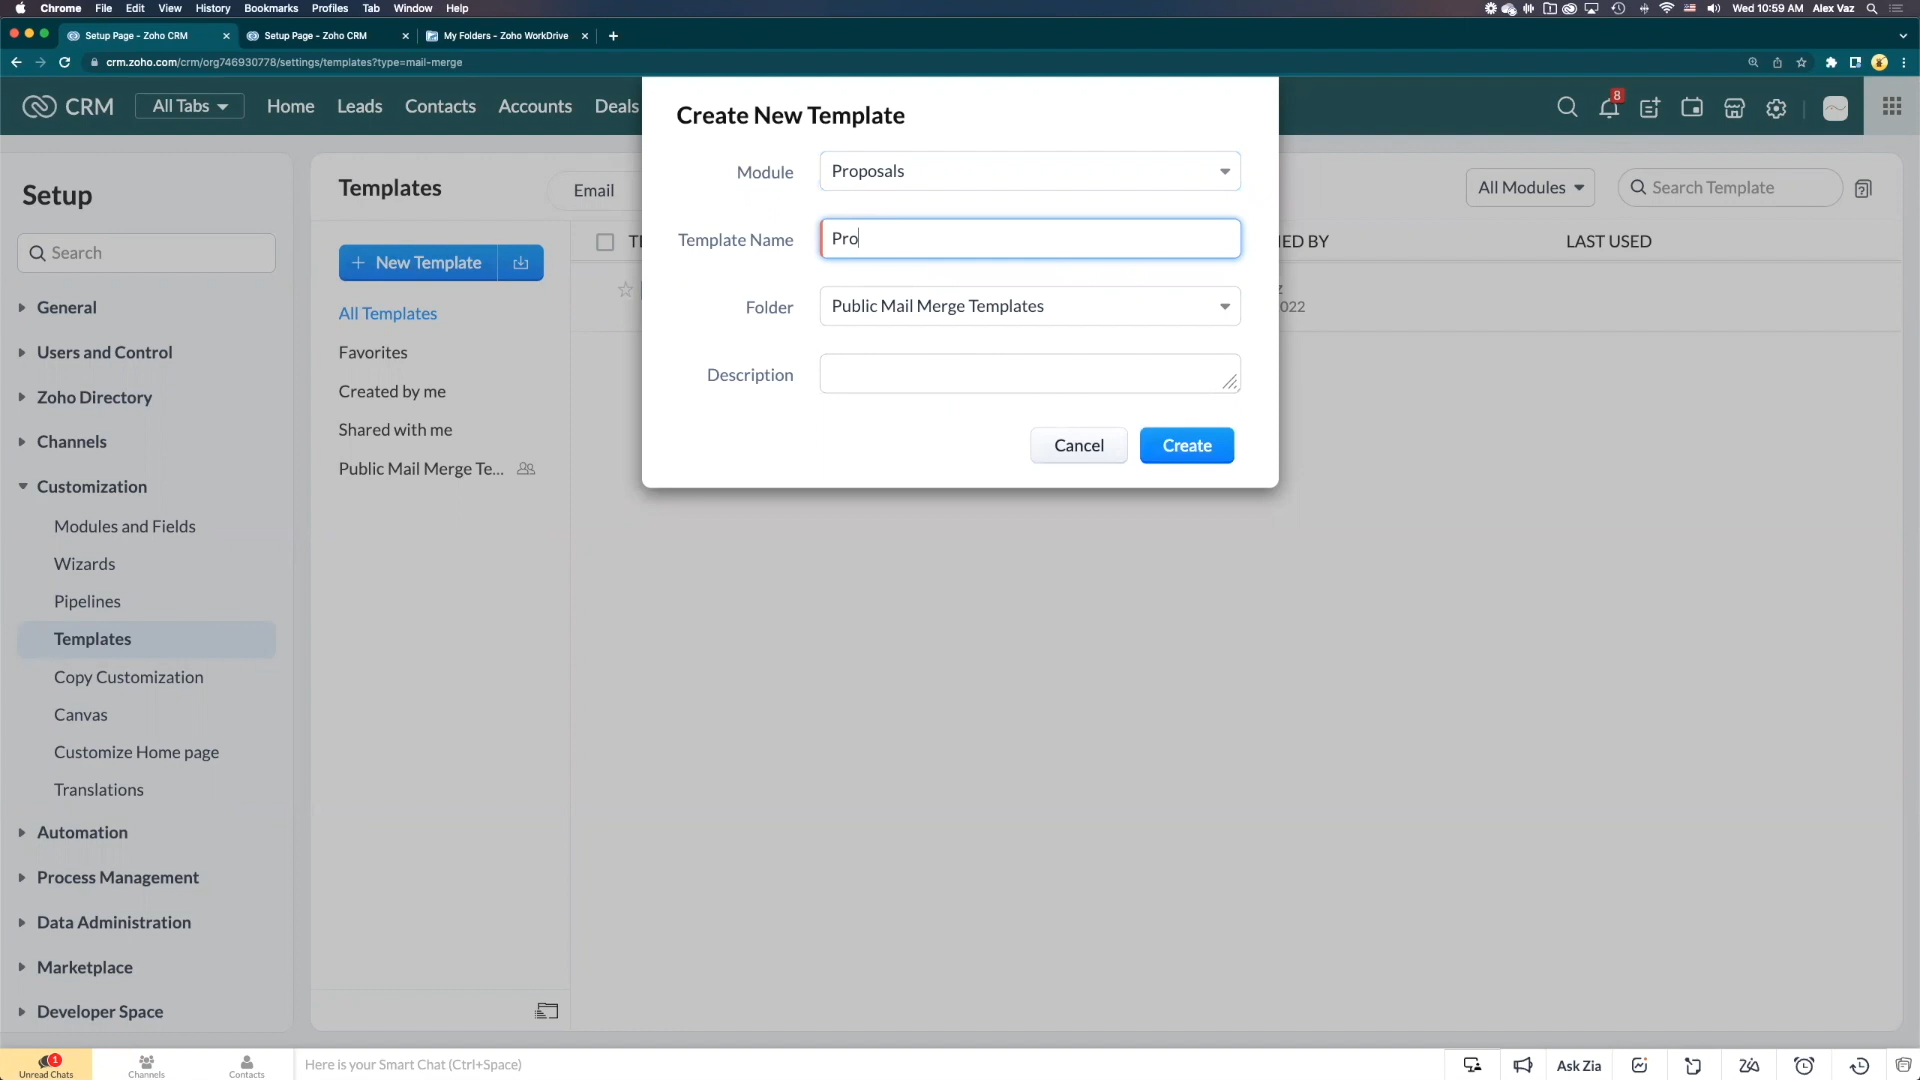 Chrome File Edit View History Bookmarks Profiles Tab Window Help Wed 10:59 AM Alex Vaz
Setup Page - Zoho CRM Setup Page - Zoho CRM My Folders - Zoho WorkDrive
crm.zoho.com/crm/org746930778/settings/templates?type=mail-merge
CRM All Tabs Home Leads Contacts Accounts Deals 8
Create New Template
Module Proposals
Template Name Pro
Folder Public Mail Merge Templates
Description
Cancel Create
Setup
Search
General
Users and Control
Zoho Directory
Channels
Customization
Modules and Fields
Wizards
Pipelines
Templates
Copy Customization
Canvas
Customize Home page
Translations
Automation
Process Management
Data Administration
Marketplace
Developer Space
Templates Email All Modules Search Template
New Template
All Templates
Favorites
Created by me
Shared with me
Public Mail Merge Te...
LAST USED
022
1
Unread Chats Channels Contacts Here is your Smart Chat (Ctrl+Space) Ask Zia